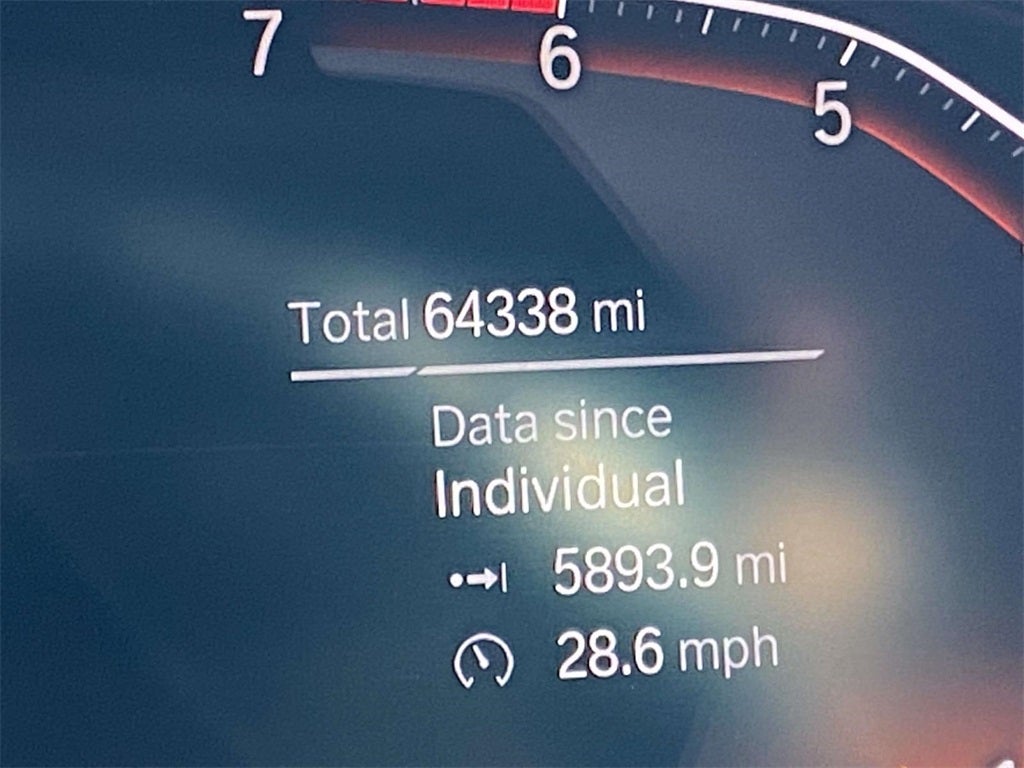 7 6 5
Total 64338 mi
Data since
Individual
5893.9 mi
28.6 mph